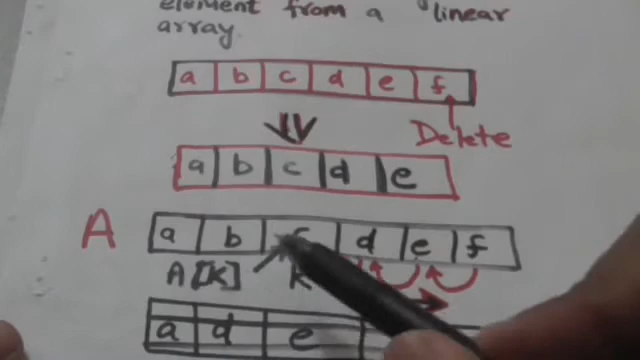 element from a linear
array.
a b c d e f
Delete
a b c d e
A a b c d e f
A[K] K
a d e